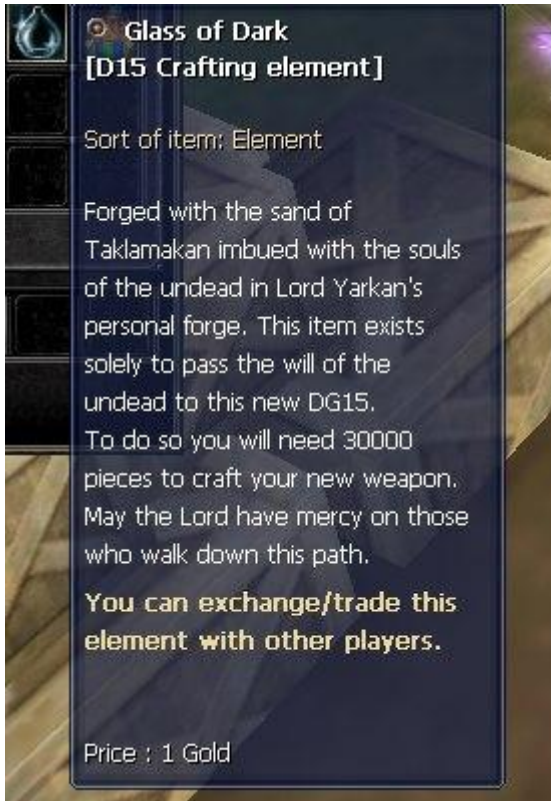 Glass of Dark
[D15 Crafting element]
Sort of item: Element
Forged with the sand of
Taklamakan imbued with the souls
of the undead in Lord Yarkan's
personal forge. This item exists
solely to pass the will of the
undead to this new DG15.
To do so you will need 30000
pieces to craft your new weapon.
May the Lord have mercy on those
who walk down this path.
You can exchange/trade this
element with other players.
Price : 1 Gold